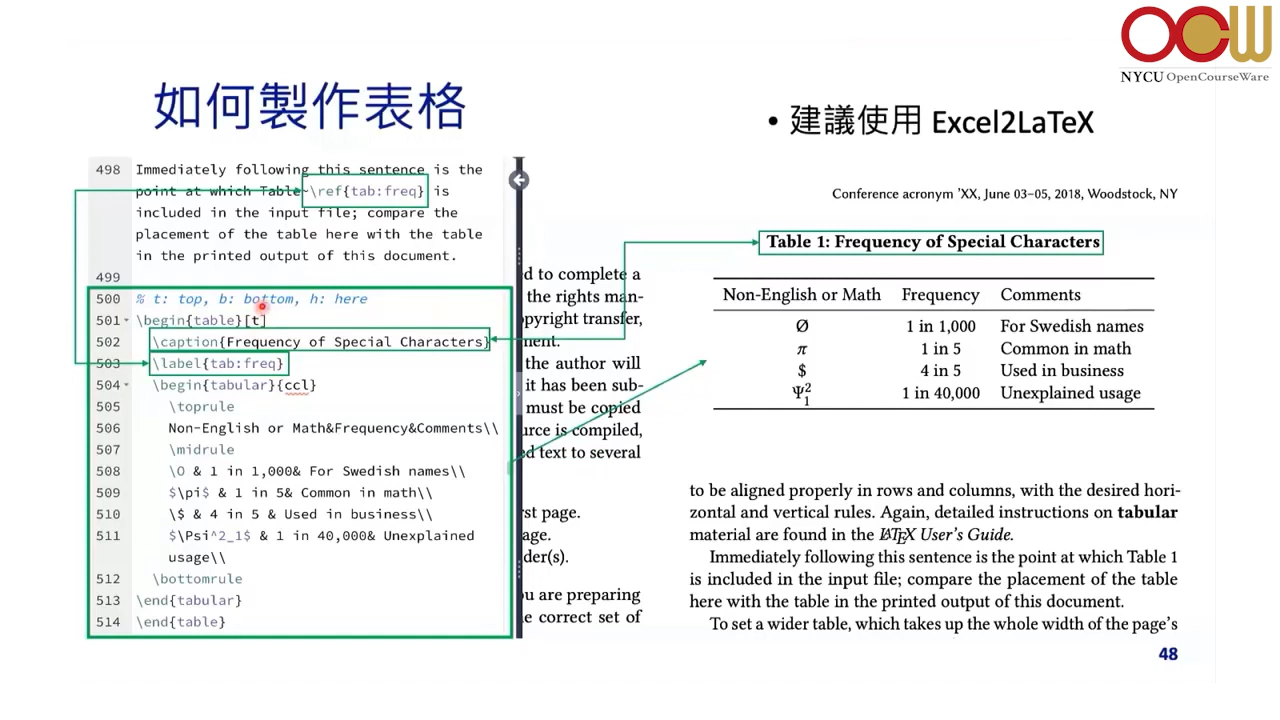 OCW
NYCU OpenCourseWare
如何製作表格
• 建議使用 Excel2LaTeX
498 Immediately following this sentence is the
point at which Table~\ref{tab:freq} is
included in the input file; compare the
placement of the table here with the table
in the printed output of this document.
499
500 % t: top, b: bottom, h: here
501 \begin{table}[t]
502 \caption{Frequency of Special Characters}
503 \label{tab:freq}
504 \begin{tabular}{ccl}
505 \toprule
506 Non-English or Math&Frequency&Comments\\
507 \midrule
508 \O & 1 in 1,000& For Swedish names\\
509 $\pi$ & 1 in 5& Common in math\\
510 \$ & 4 in 5 & Used in business\\
511 $\Psi^2_1$ & 1 in 40,000& Unexplained
usage\\
512 \bottomrule
513 \end{tabular}
514 \end{table}
d to complete a
the rights man-
opyright transfer,
ment.
the author will
it has been sub-
must be copied
urce is compiled,
ed text to several
rst page.
age.
der(s).
ou are preparing
e correct set of
Conference acronym 'XX, June 03–05, 2018, Woodstock, NY
Table 1: Frequency of Special Characters
Non-English or Math Frequency Comments
Ø 1 in 1,000 For Swedish names
π 1 in 5 Common in math
$ 4 in 5 Used in business
Ψ²₁ 1 in 40,000 Unexplained usage
to be aligned properly in rows and columns, with the desired hori-
zontal and vertical rules. Again, detailed instructions on tabular
material are found in the LATEX User's Guide.
Immediately following this sentence is the point at which Table 1
is included in the input file; compare the placement of the table
here with the table in the printed output of this document.
To set a wider table, which takes up the whole width of the page's
48